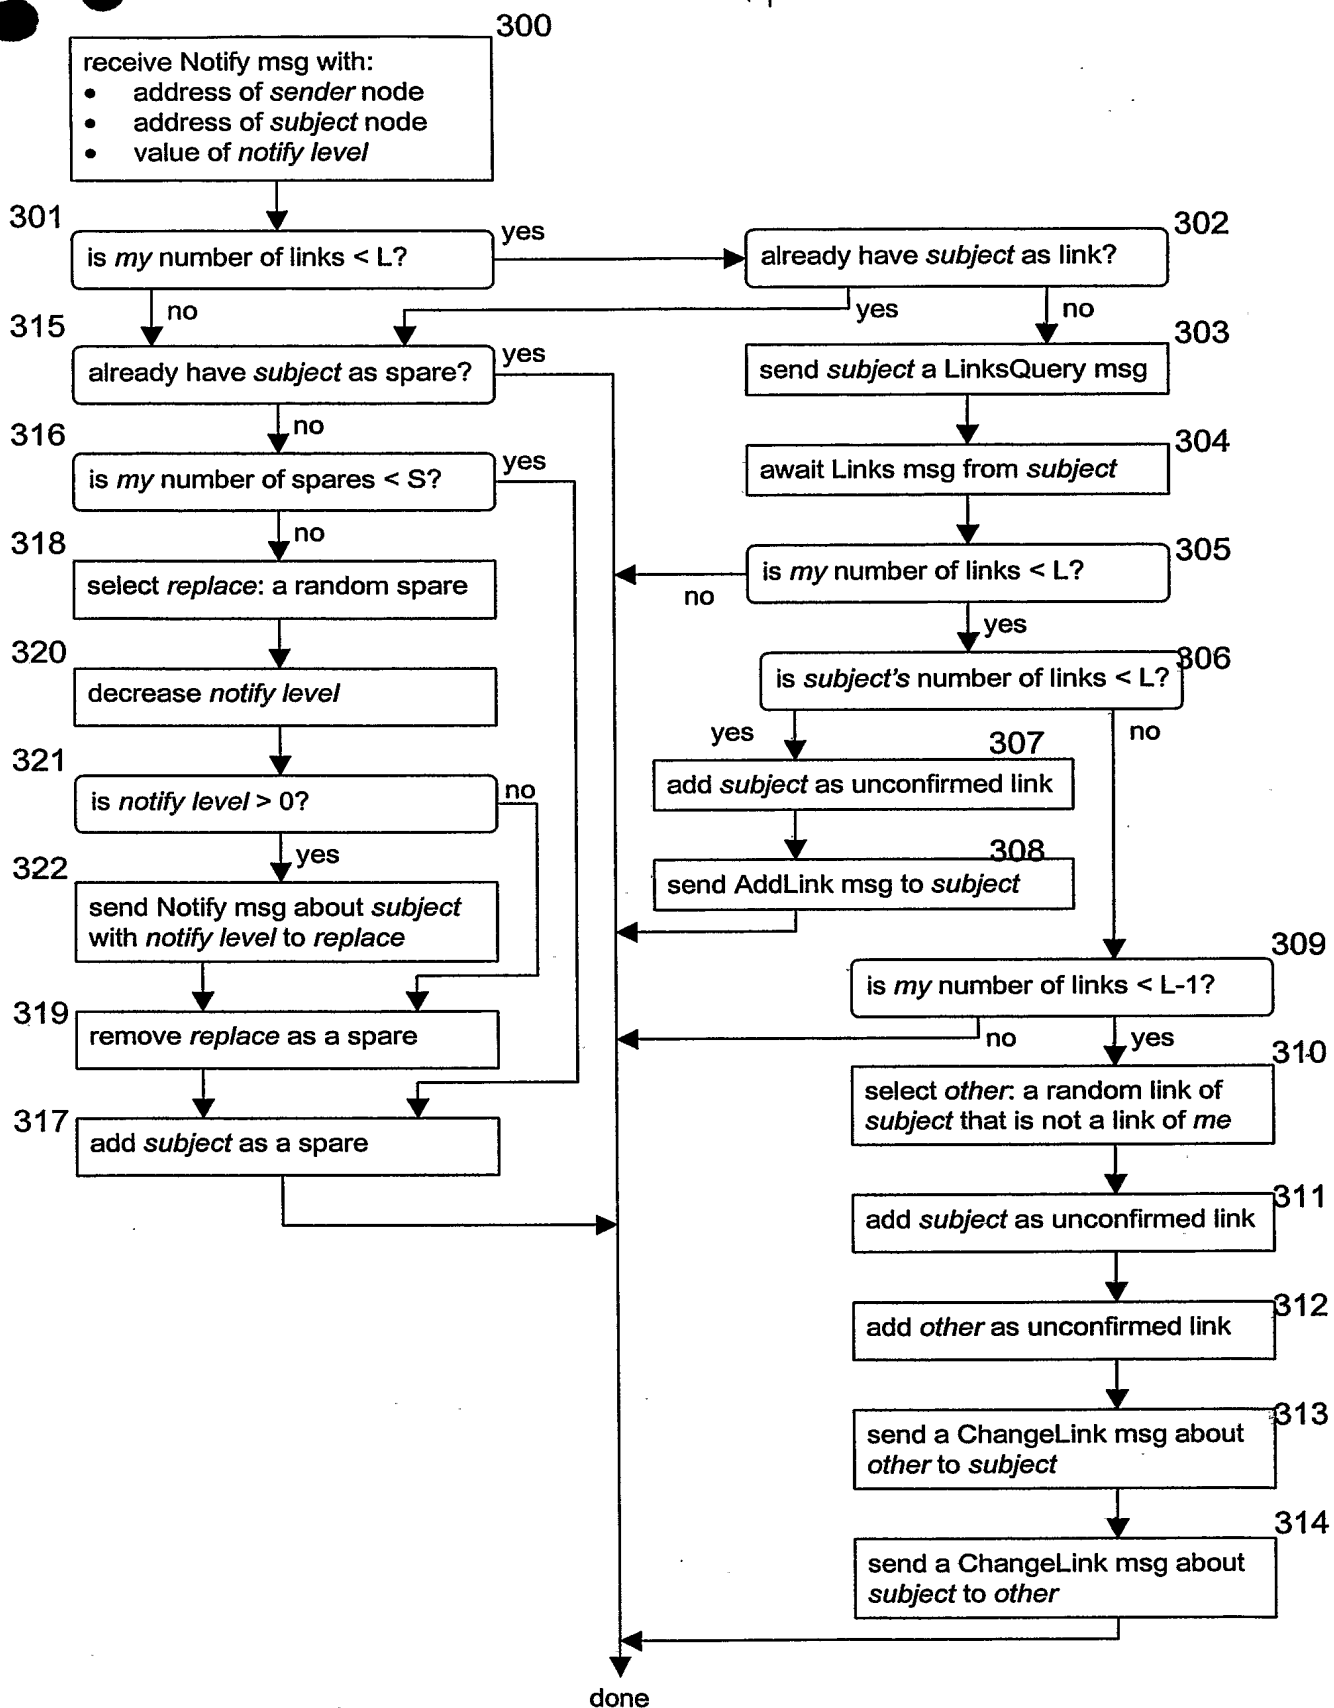 300
receive Notify msg with:
• address of sender node
• address of subject node
• value of notify level
301
is my number of links < L?
yes
no
302
already have subject as link?
yes
no
315
already have subject as spare?
yes
no
303
send subject a LinksQuery msg
316
is my number of spares < S?
yes
no
304
await Links msg from subject
318
select replace: a random spare
305
is my number of links < L?
no
yes
320
decrease notify level
306
is subject's number of links < L?
yes
no
321
is notify level > 0?
no
yes
307
add subject as unconfirmed link
322
send Notify msg about subject
with notify level to replace
308
send AddLink msg to subject
309
is my number of links < L-1?
no
yes
319
remove replace as a spare
310
select other: a random link of
subject that is not a link of me
317
add subject as a spare
311
add subject as unconfirmed link
312
add other as unconfirmed link
313
send a ChangeLink msg about
other to subject
314
send a ChangeLink msg about
subject to other
done